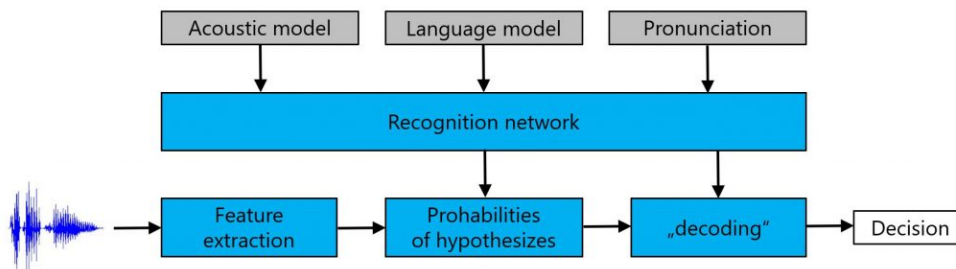 Acoustic model
Language model
Pronunciation
Recognition network
Feature
extraction
Prohabilities
of hypothesizes
„decoding“
Decision